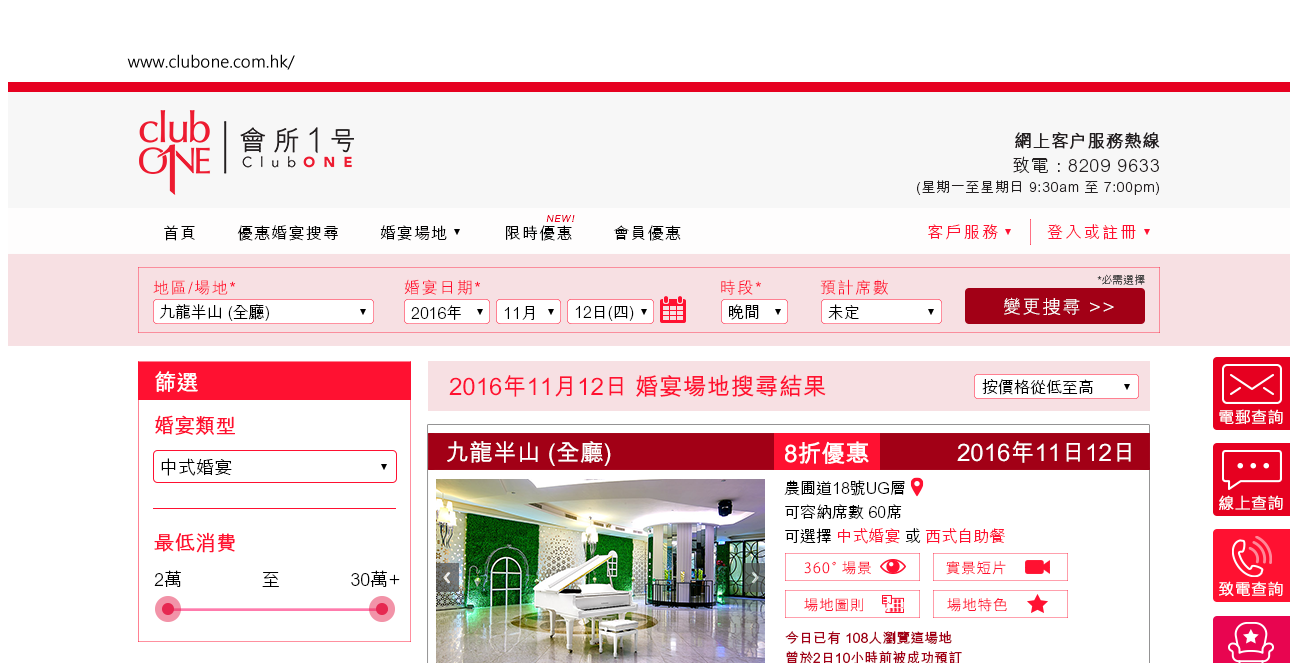 www.clubone.com.hk/
club
ONE
會所1号
ClubONE
網上客户服務熱線
致電：8209 9633
(星期一至星期日 9:30am 至 7:00pm)
首頁
優惠婚宴搜尋
婚宴場地
NEW!
限時優惠
會員優惠
客戶服務
登入或註冊
*必需選擇
地區/場地*
婚宴日期*
時段*
預計席數
九龍半山 (全廳)
2016年
11月
12日(四)
晚間
未定
變更搜尋 >>
篩選
婚宴類型
中式婚宴
最低消費
2萬 至 30萬+
2016年11月12日 婚宴場地搜尋結果
按價格從低至高
九龍半山 (全廳)
8折優惠
2016年11日12日
農圃道18號UG層
可容納席數 60席
可選擇 中式婚宴 或 西式自助餐
360° 場景
實景短片
場地圖則
場地特色
今日已有 108人瀏覽這場地
曾於2日10小時前被成功預訂
電郵查詢
線上查詢
致電查詢